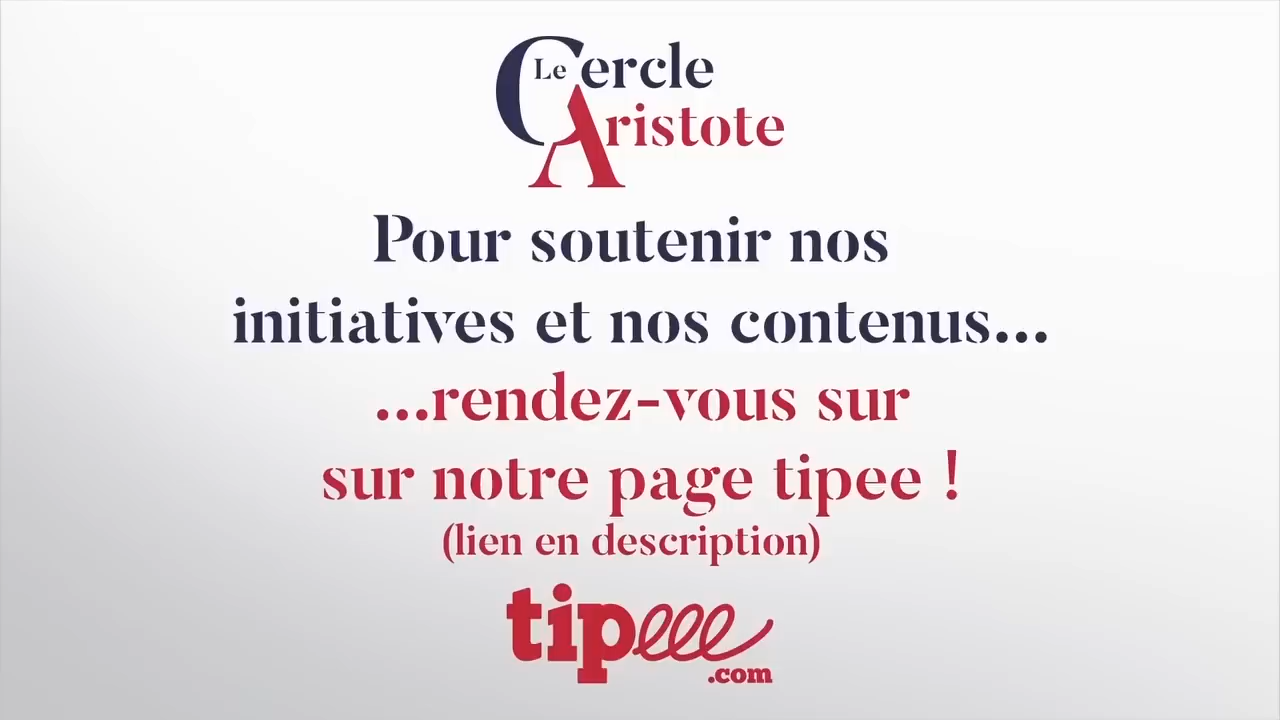 Le Cercle
Aristote
Pour soutenir nos
initiatives et nos contenus...
...rendez-vous sur
sur notre page tipee !
(lien en description)
tipeee
.com